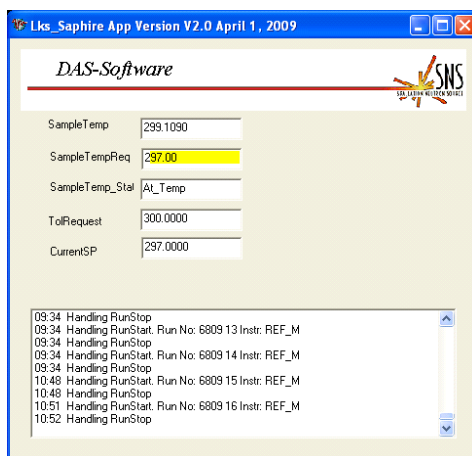 Lks_Saphire App Version V2.0 April 1, 2009
DAS-Software
SNS
SPALLATION NEUTRON SOURCE
SampleTemp 299.1090
SampleTempReq 297.00
SampleTemp_Stat At_Temp
TolRequest 300.0000
CurrentSP 297.0000
09:34 Handling RunStop
09:34 Handling RunStart. Run No: 6809 13 Instr: REF_M
09:34 Handling RunStop
09:34 Handling RunStart. Run No: 6809 14 Instr: REF_M
09:34 Handling RunStop
10:48 Handling RunStart. Run No: 6809 15 Instr: REF_M
10:48 Handling RunStop
10:51 Handling RunStart. Run No: 6809 16 Instr: REF_M
10:52 Handling RunStop